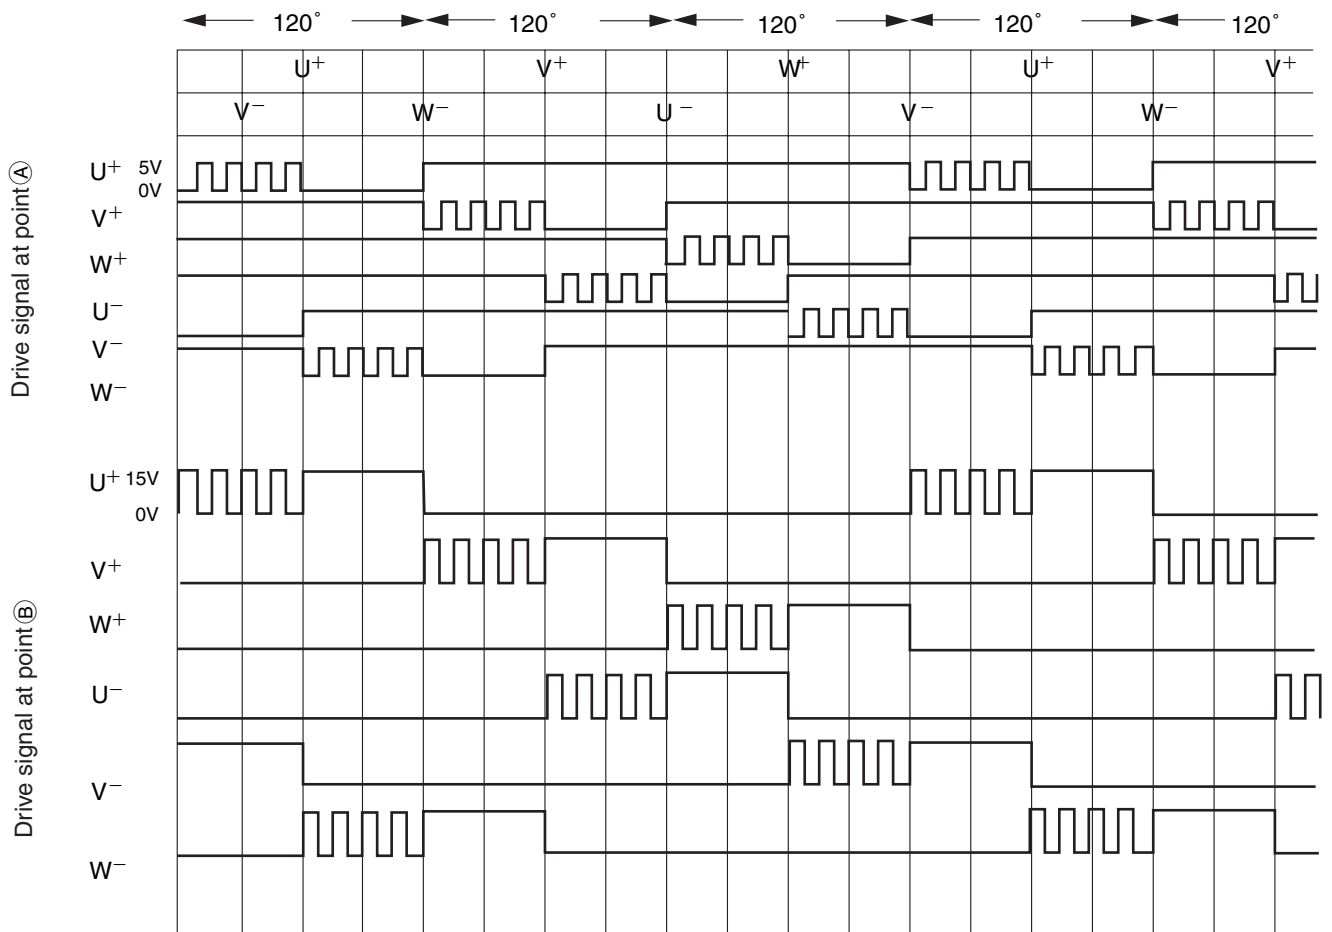 120° 120° 120° 120° 120°
U+ V+ W+ U+ V+
V− W− U− V− W−
Drive signal at point Ⓐ
U+ 5V
0V
V+
W+
U−
V−
W−
Drive signal at point Ⓑ
U+ 15V
0V
V+
W+
U−
V−
W−